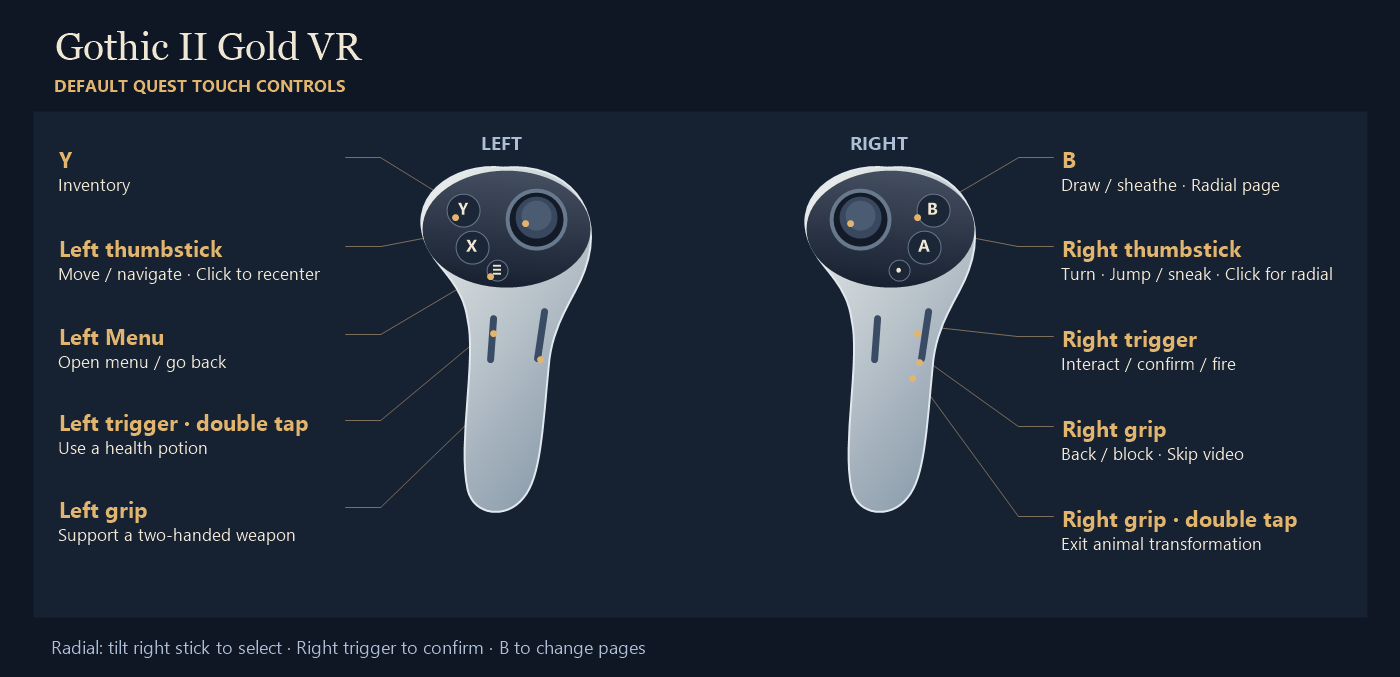 Gothic II Gold VR
DEFAULT QUEST TOUCH CONTROLS
LEFT
RIGHT
Y
Inventory
Left thumbstick
Move / navigate · Click to recenter
Left Menu
Open menu / go back
Left trigger · double tap
Use a health potion
Left grip
Support a two-handed weapon
Y
X
B
A
B
Draw / sheathe · Radial page
Right thumbstick
Turn · Jump / sneak · Click for radial
Right trigger
Interact / confirm / fire
Right grip
Back / block · Skip video
Right grip · double tap
Exit animal transformation
Radial: tilt right stick to select · Right trigger to confirm · B to change pages